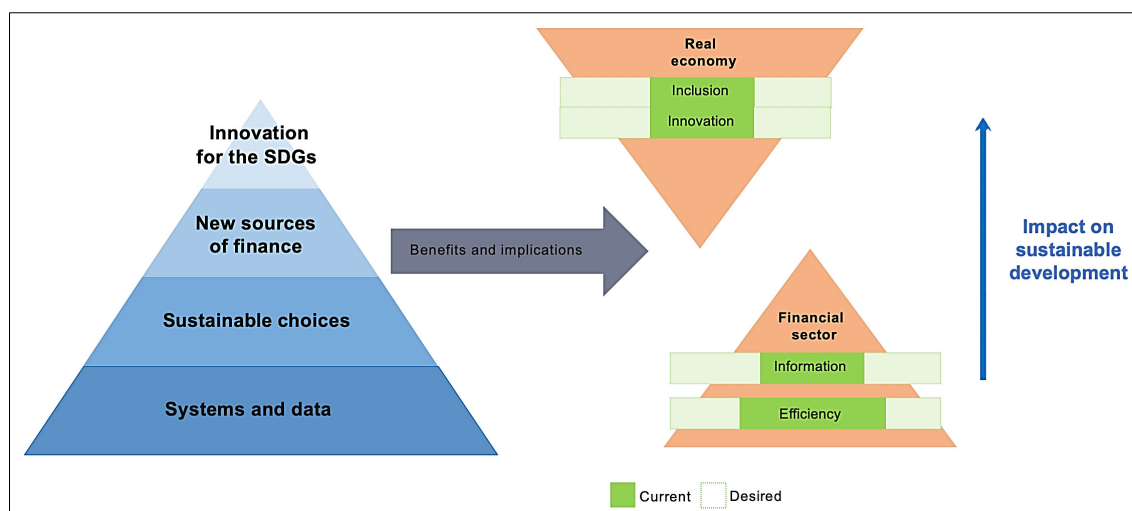 Innovation
for the SDGs
New sources
of finance
Sustainable choices
Systems and data
Benefits and implications
Real
economy
Inclusion
Innovation
Financial
sector
Information
Efficiency
Impact on
sustainable
development
Current
Desired